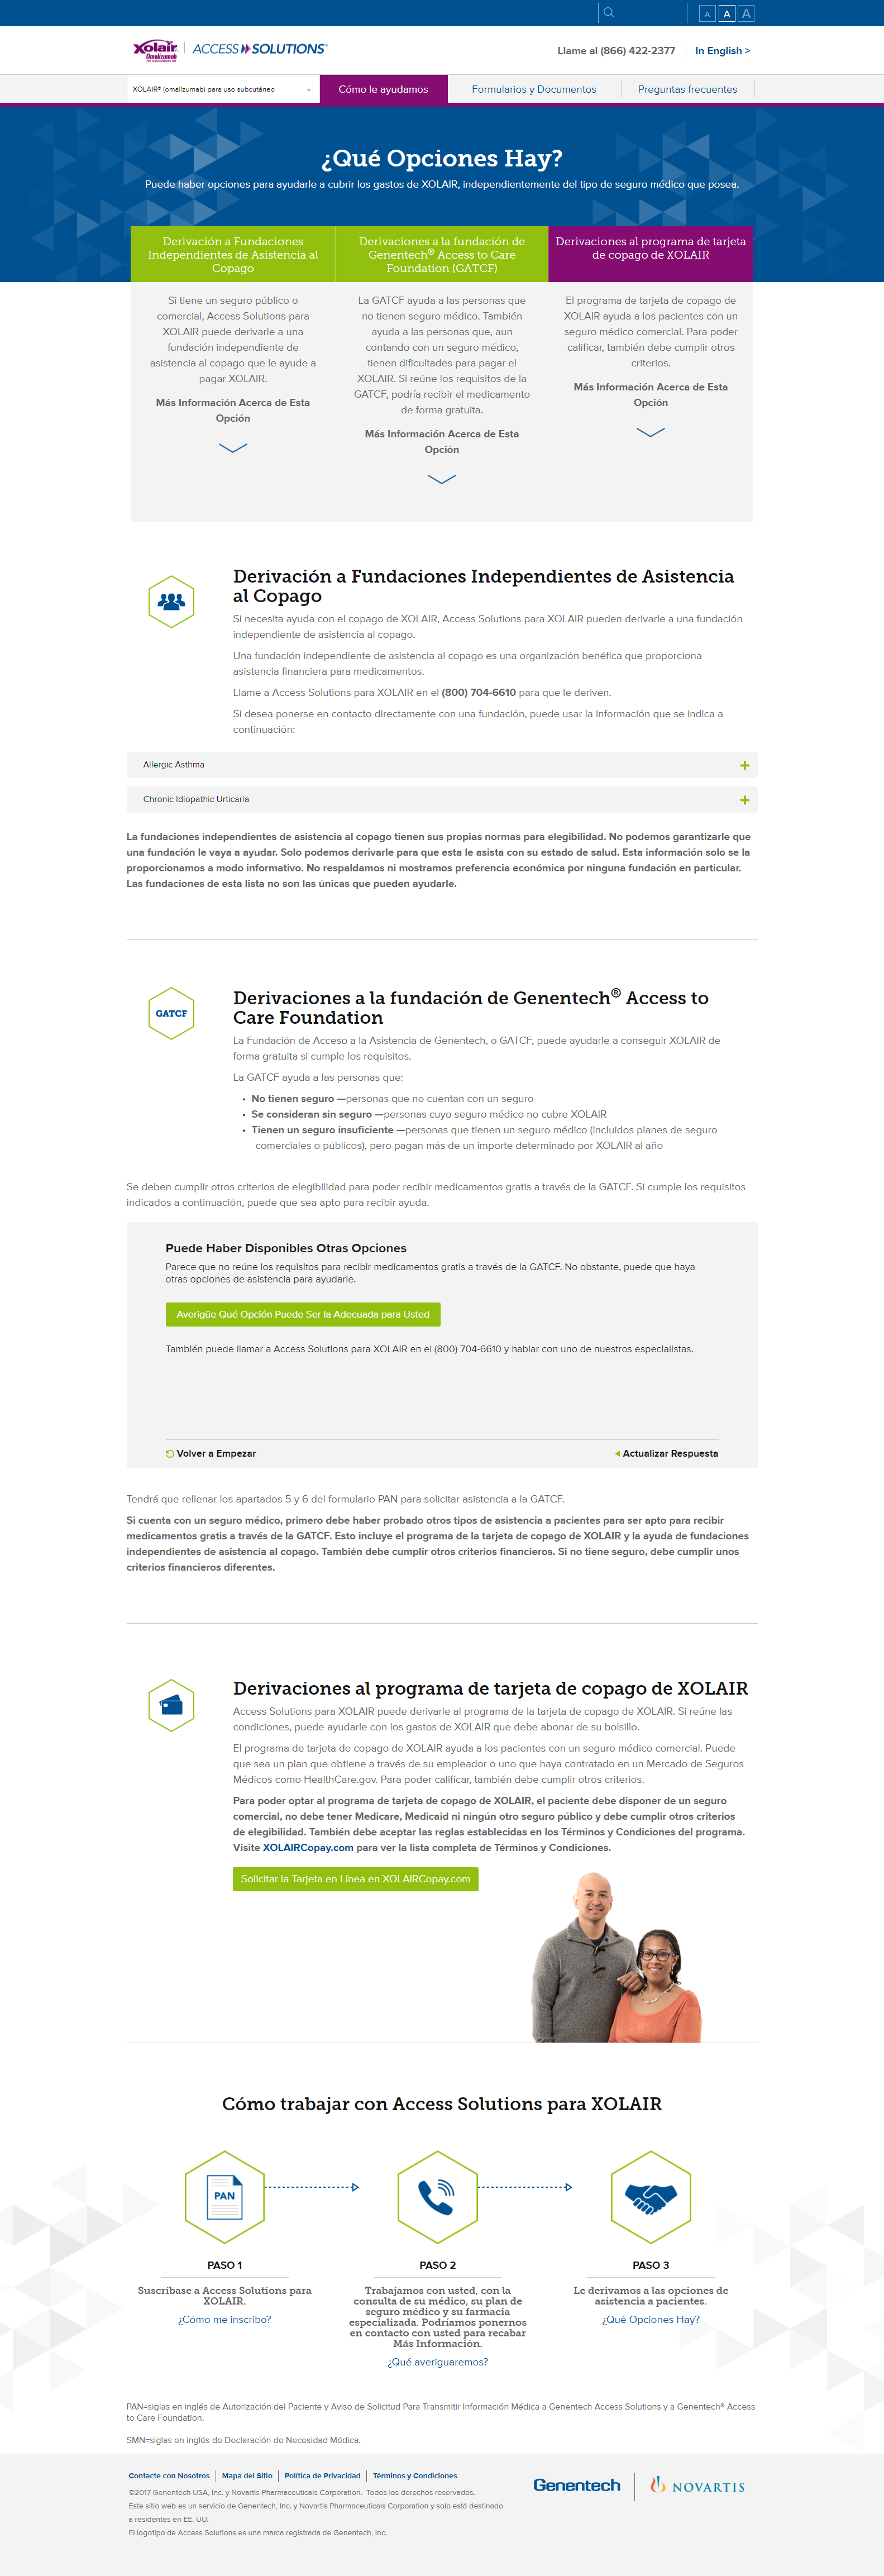 A A A
Xolair Omalizumab ACCESS SOLUTIONS®
Llame al (866) 422-2377 In English >
XOLAIR® (omalizumab) para uso subcutáneo
Cómo le ayudamos Formularios y Documentos Preguntas frecuentes
¿Qué Opciones Hay?
Puede haber opciones para ayudarle a cubrir los gastos de XOLAIR, independientemente del tipo de seguro médico que posea.
Derivación a Fundaciones
Independientes de Asistencia al
Copago
Si tiene un seguro público o
comercial, Access Solutions para
XOLAIR puede derivarle a una
fundación independiente de
asistencia al copago que le ayude a
pagar XOLAIR.
Más Información Acerca de Esta
Opción
Derivaciones a la fundación de
Genentech® Access to Care
Foundation (GATCF)
La GATCF ayuda a las personas que
no tienen seguro médico. También
ayuda a las personas que, aun
contando con un seguro médico,
tienen dificultades para pagar el
XOLAIR. Si reúne los requisitos de la
GATCF, podría recibir el medicamento
de forma gratuita.
Más Información Acerca de Esta
Opción
Derivaciones al programa de tarjeta
de copago de XOLAIR
El programa de tarjeta de copago de
XOLAIR ayuda a los pacientes con un
seguro médico comercial. Para poder
calificar, también debe cumplir otros
criterios.
Más Información Acerca de Esta
Opción
Derivación a Fundaciones Independientes de Asistencia
al Copago
Si necesita ayuda con el copago de XOLAIR, Access Solutions para XOLAIR pueden derivarle a una fundación
independiente de asistencia al copago.
Una fundación independiente de asistencia al copago es una organización benéfica que proporciona
asistencia financiera para medicamentos.
Llame a Access Solutions para XOLAIR en el (800) 704-6610 para que le deriven.
Si desea ponerse en contacto directamente con una fundación, puede usar la información que se indica a
continuación:
Allergic Asthma
Chronic Idiopathic Urticaria
La fundaciones independientes de asistencia al copago tienen sus propias normas para elegibilidad. No podemos garantizarle que
una fundación le vaya a ayudar. Solo podemos derivarle para que esta le asista con su estado de salud. Esta información solo se la
proporcionamos a modo informativo. No respaldamos ni mostramos preferencia económica por ninguna fundación en particular.
Las fundaciones de esta lista no son las únicas que pueden ayudarle.
GATCF
Derivaciones a la fundación de Genentech® Access to
Care Foundation
La Fundación de Acceso a la Asistencia de Genentech, o GATCF, puede ayudarle a conseguir XOLAIR de
forma gratuita si cumple los requisitos.
La GATCF ayuda a las personas que:
• No tienen seguro —personas que no cuentan con un seguro
• Se consideran sin seguro —personas cuyo seguro médico no cubre XOLAIR
• Tienen un seguro insuficiente —personas que tienen un seguro médico (incluidos planes de seguro
comerciales o públicos), pero pagan más de un importe determinado por XOLAIR al año
Se deben cumplir otros criterios de elegibilidad para poder recibir medicamentos gratis a través de la GATCF. Si cumple los requisitos
indicados a continuación, puede que sea apto para recibir ayuda.
Puede Haber Disponibles Otras Opciones
Parece que no reúne los requisitos para recibir medicamentos gratis a través de la GATCF. No obstante, puede que haya
otras opciones de asistencia para ayudarle.
Averigüe Qué Opción Puede Ser la Adecuada para Usted
También puede llamar a Access Solutions para XOLAIR en el (800) 704-6610 y hablar con uno de nuestros especialistas.
Volver a Empezar Actualizar Respuesta
Tendrá que rellenar los apartados 5 y 6 del formulario PAN para solicitar asistencia a la GATCF.
Si cuenta con un seguro médico, primero debe haber probado otros tipos de asistencia a pacientes para ser apto para recibir
medicamentos gratis a través de la GATCF. Esto incluye el programa de la tarjeta de copago de XOLAIR y la ayuda de fundaciones
independientes de asistencia al copago. También debe cumplir otros criterios financieros. Si no tiene seguro, debe cumplir unos
criterios financieros diferentes.
Derivaciones al programa de tarjeta de copago de XOLAIR
Access Solutions para XOLAIR puede derivarle al programa de la tarjeta de copago de XOLAIR. Si reúne las
condiciones, puede ayudarle con los gastos de XOLAIR que debe abonar de su bolsillo.
El programa de tarjeta de copago de XOLAIR ayuda a los pacientes con un seguro médico comercial. Puede
que sea un plan que obtiene a través de su empleador o uno que haya contratado en un Mercado de Seguros
Médicos como HealthCare.gov. Para poder calificar, también debe cumplir otros criterios.
Para poder optar al programa de tarjeta de copago de XOLAIR, el paciente debe disponer de un seguro
comercial, no debe tener Medicare, Medicaid ni ningún otro seguro público y debe cumplir otros criterios
de elegibilidad. También debe aceptar las reglas establecidas en los Términos y Condiciones del programa.
Visite XOLAIRCopay.com para ver la lista completa de Términos y Condiciones.
Solicitar la Tarjeta en Línea en XOLAIRCopay.com
Cómo trabajar con Access Solutions para XOLAIR
PAN
PASO 1
Suscríbase a Access Solutions para
XOLAIR.
¿Cómo me inscribo?
PASO 2
Trabajamos con usted, con la
consulta de su médico, su plan de
seguro médico y su farmacia
especializada. Podríamos ponernos
en contacto con usted para recabar
Más Información.
¿Qué averiguaremos?
PASO 3
Le derivamos a las opciones de
asistencia a pacientes.
¿Qué Opciones Hay?
PAN=siglas en inglés de Autorización del Paciente y Aviso de Solicitud Para Transmitir Información Médica a Genentech Access Solutions y a Genentech® Access
to Care Foundation.
SMN=siglas en inglés de Declaración de Necesidad Médica.
Contacte con Nosotros Mapa del Sitio Política de Privacidad Términos y Condiciones
©2017 Genentech USA, Inc. y Novartis Pharmaceuticals Corporation. Todos los derechos reservados.
Este sitio web es un servicio de Genentech, Inc. y Novartis Pharmaceuticals Corporation y solo está destinado
a residentes en EE. UU.
El logotipo de Access Solutions es una marca registrada de Genentech, Inc.
Genentech NOVARTIS